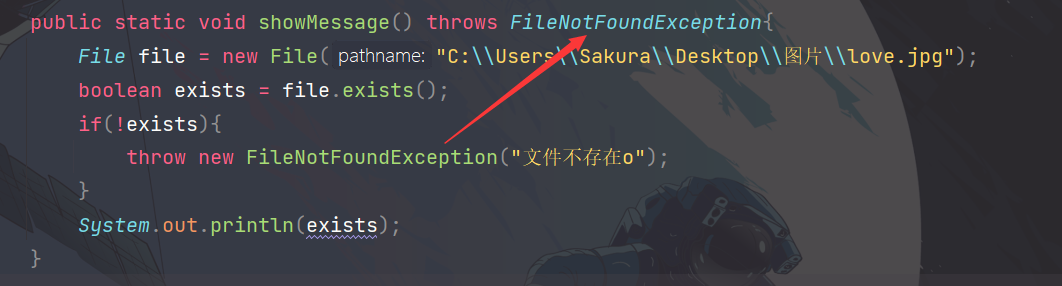 public static void showMessage() throws FileNotFoundException{
File file = new File( pathname: "C:\\Users\\Sakura\\Desktop\\图片\\love.jpg");
boolean exists = file.exists();
if(!exists){
throw new FileNotFoundException("文件不存在o");
}
System.out.println(exists);
}